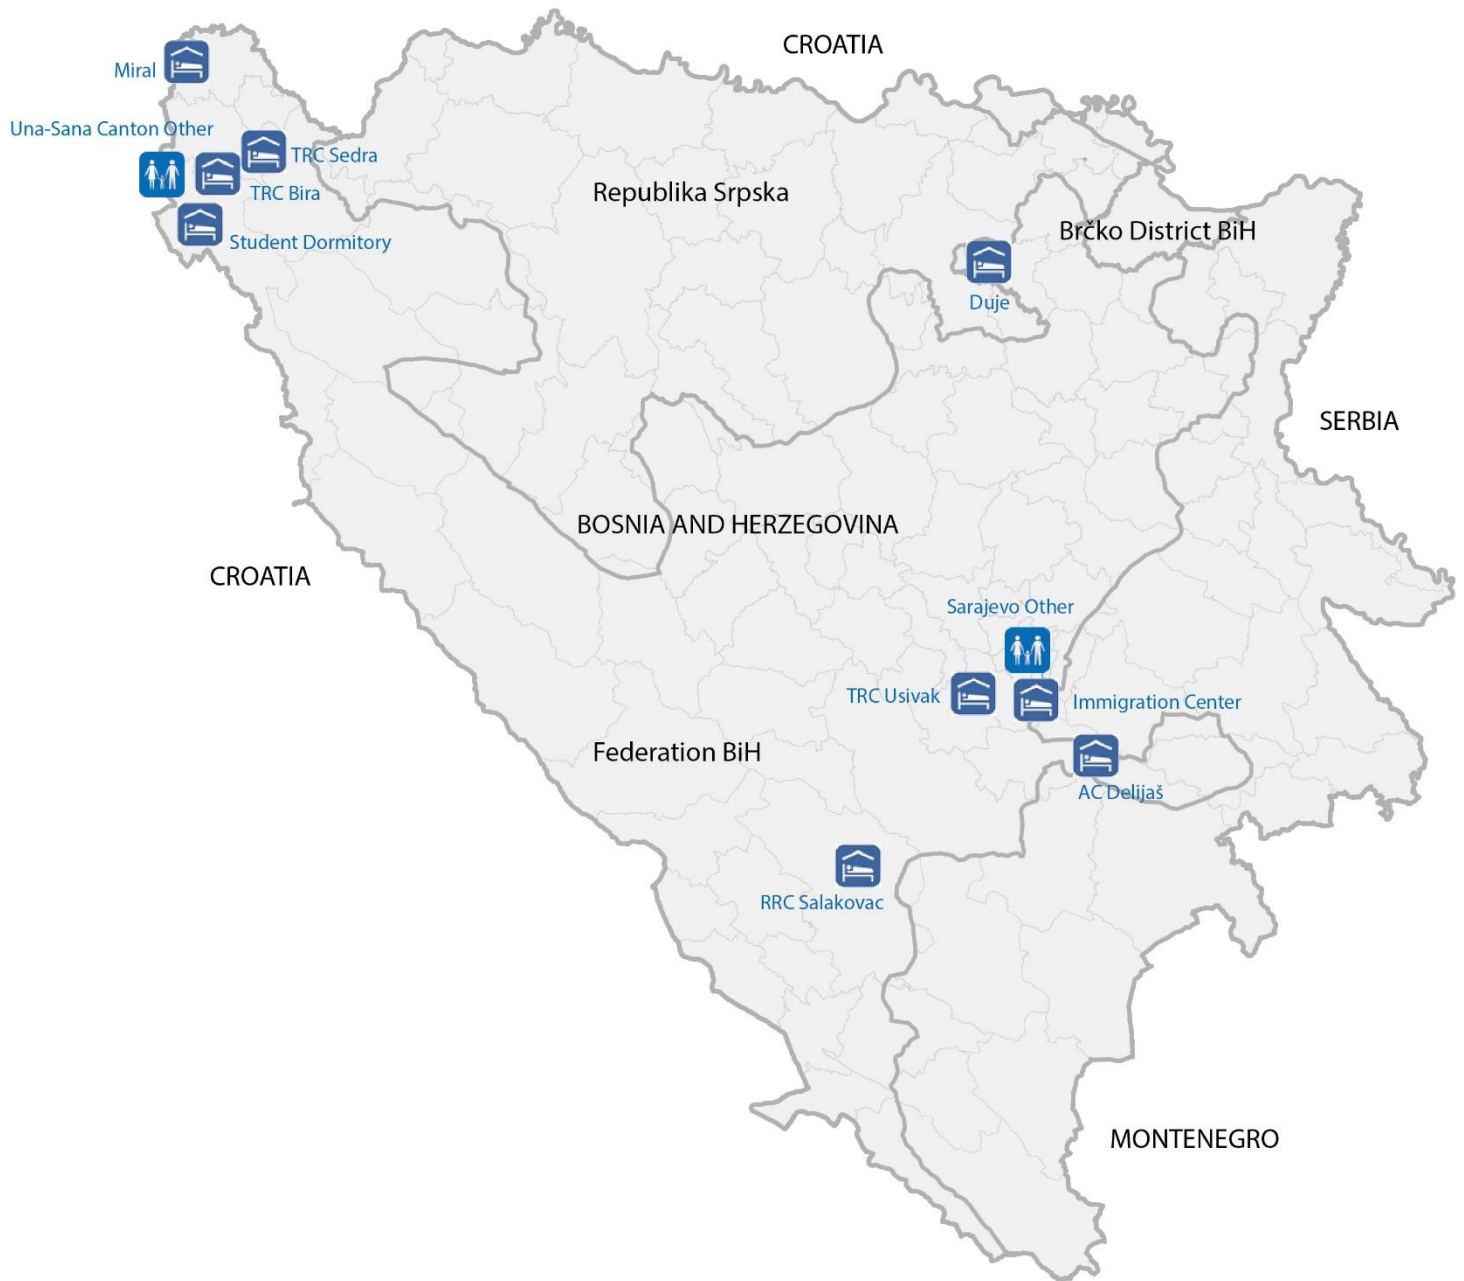 CROATIA
Miral
Una-Sana Canton Other
TRC Sedra
TRC Bira
Republika Srpska
Student Dormitory
Brčko District BiH
Duje
SERBIA
BOSNIA AND HERZEGOVINA
CROATIA
Sarajevo Other
TRC Usivak
Immigration Center
Federation BiH
AC Delijaš
RRC Salakovac
MONTENEGRO